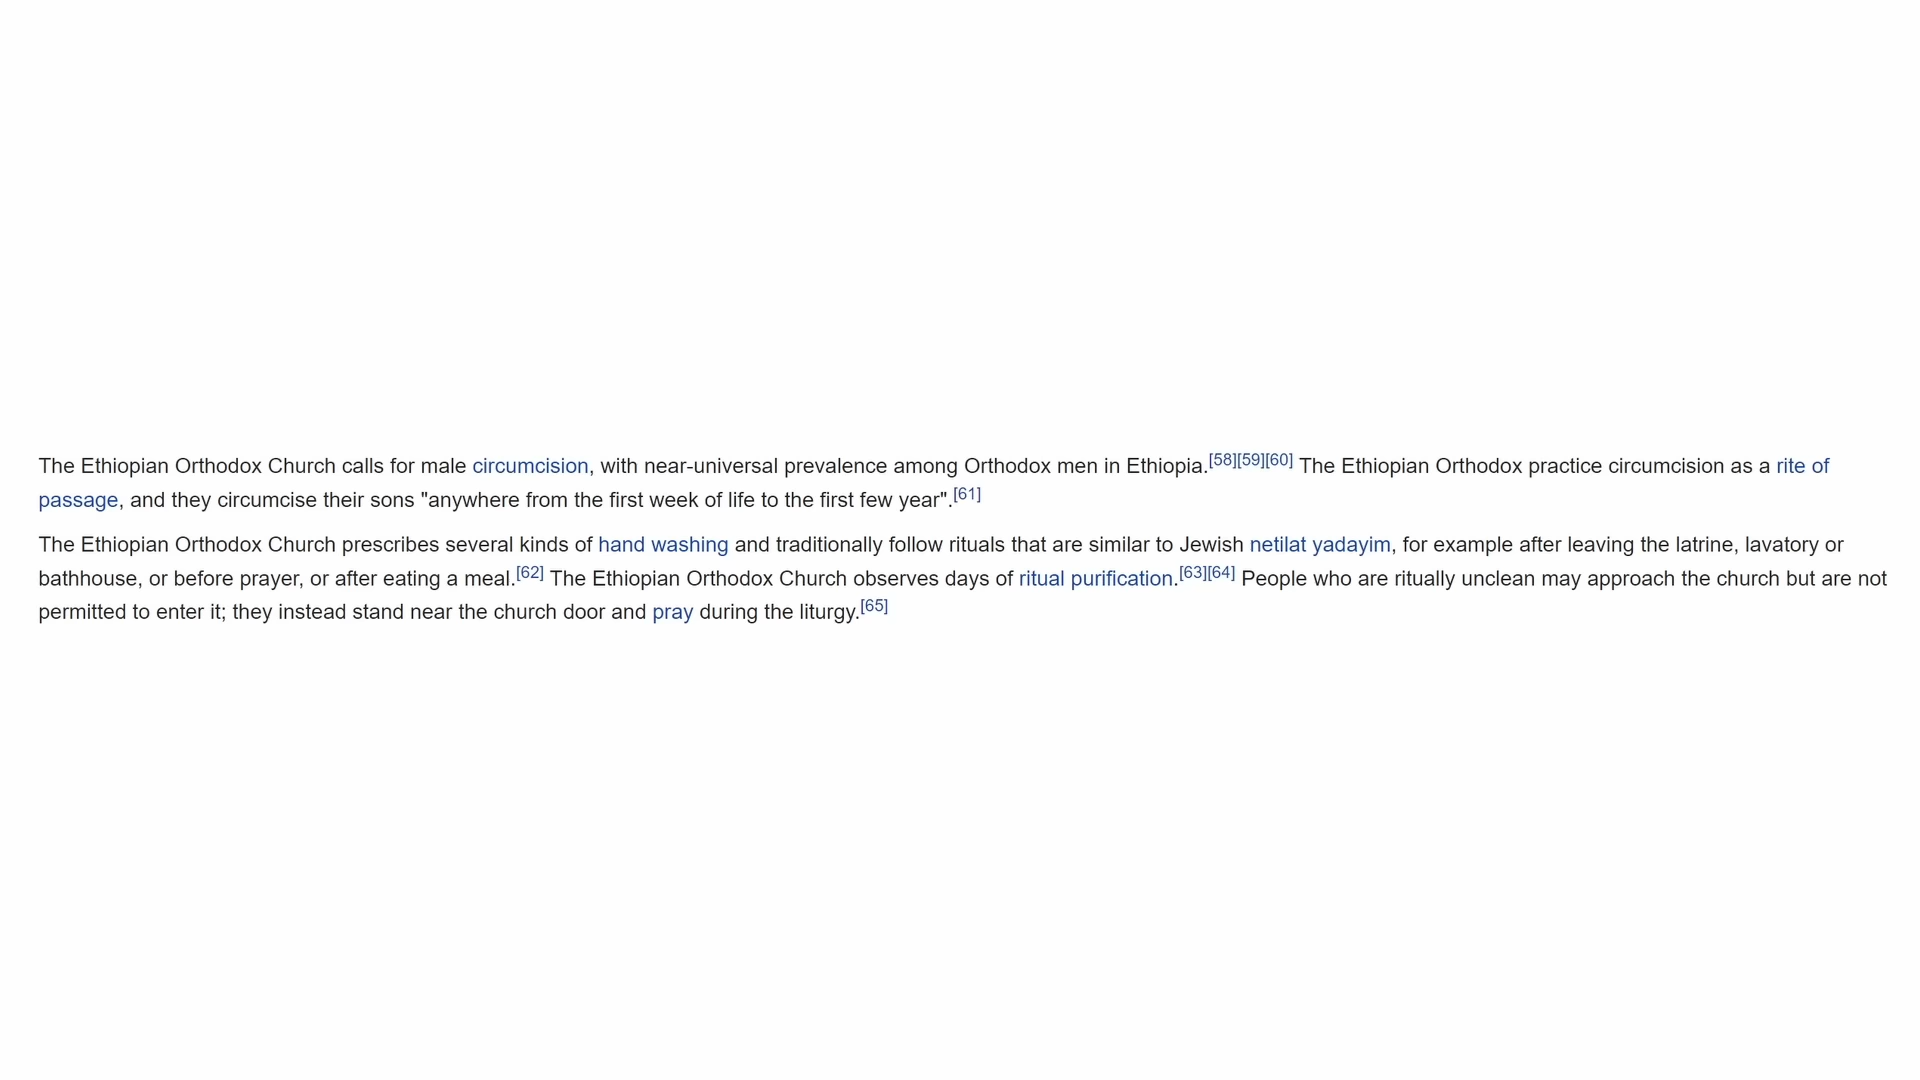 The Ethiopian Orthodox Church calls for male circumcision, with near-universal prevalence among Orthodox men in Ethiopia.[58][59][60] The Ethiopian Orthodox practice circumcision as a rite of
passage, and they circumcise their sons "anywhere from the first week of life to the first few year".[61]
The Ethiopian Orthodox Church prescribes several kinds of hand washing and traditionally follow rituals that are similar to Jewish netilat yadayim, for example after leaving the latrine, lavatory or
bathhouse, or before prayer, or after eating a meal.[62] The Ethiopian Orthodox Church observes days of ritual purification.[63][64] People who are ritually unclean may approach the church but are not
permitted to enter it; they instead stand near the church door and pray during the liturgy.[65]